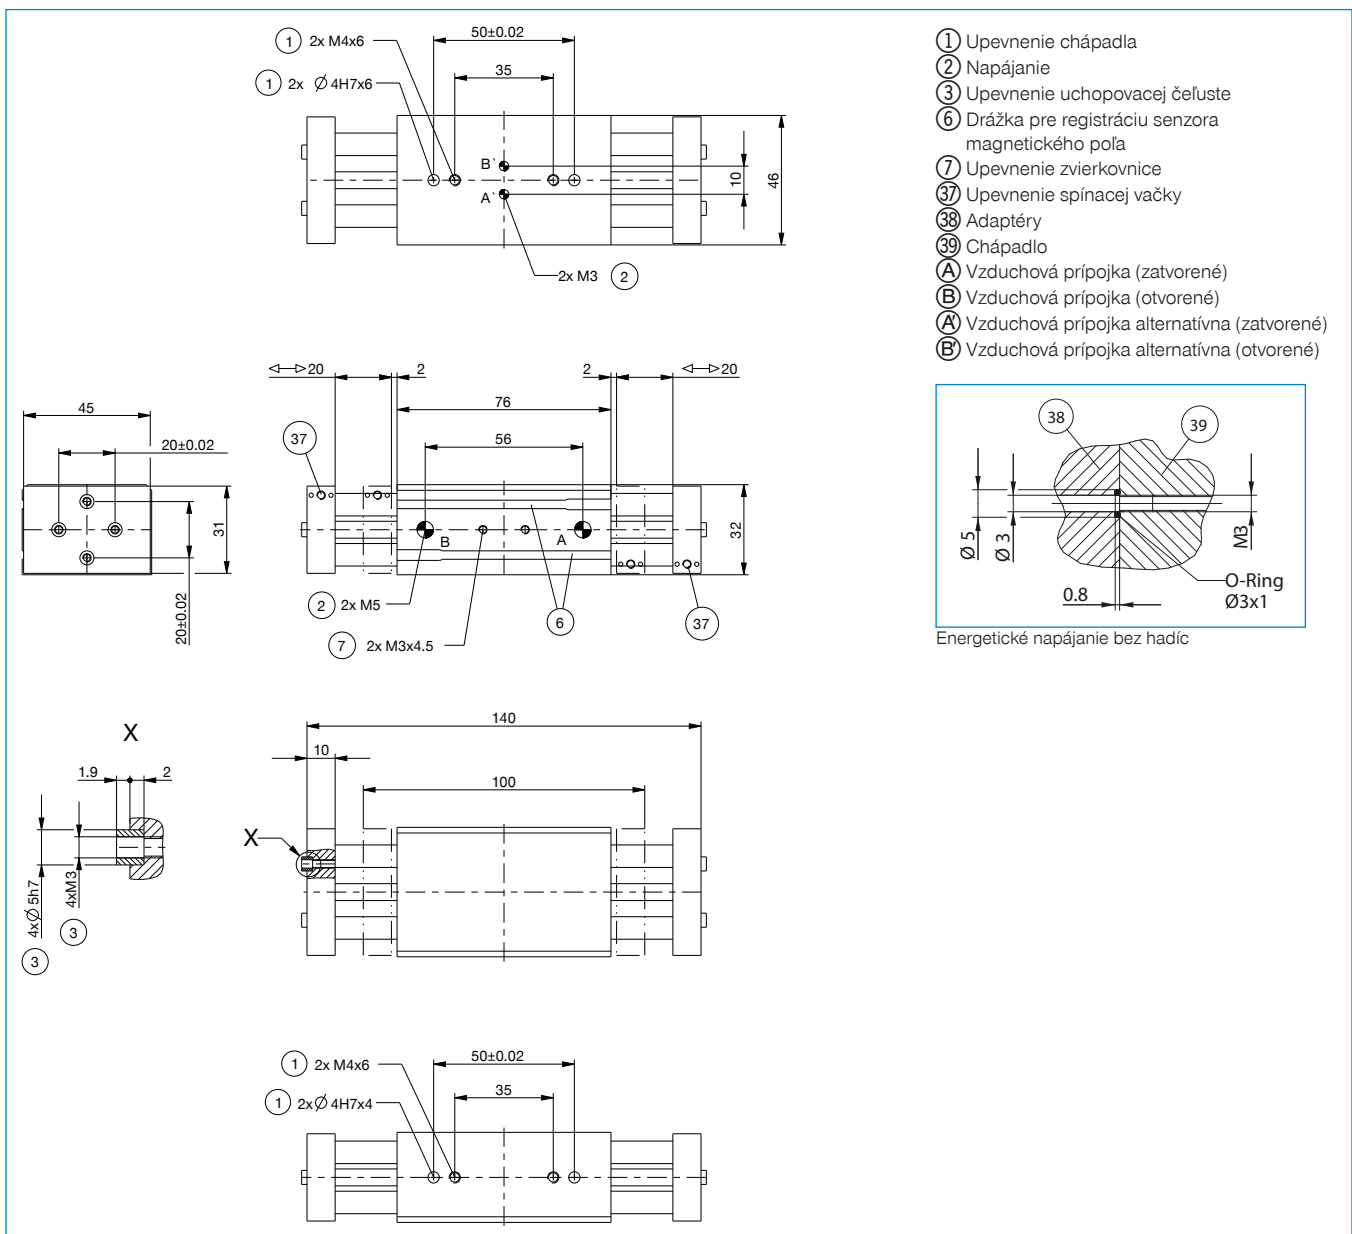 1 2x M4x6
50±0.02
1 2x Ø 4H7x6
35
B`
A`
10
46
2x M3 2
1 Upevnenie chápadla
2 Napájanie
3 Upevnenie uchopovacej čeľuste
6 Drážka pre registráciu senzora
magnetického poľa
7 Upevnenie zvierkovnice
37 Upevnenie spínacej vačky
38 Adaptéry
39 Chápadlo
A Vzduchová prípojka (zatvorené)
B Vzduchová prípojka (otvorené)
A' Vzduchová prípojka alternatívna (zatvorené)
B' Vzduchová prípojka alternatívna (otvorené)
20 2 2 20
76
56
37
45
20±0.02
31
20±0.02
B A
32
2 2x M5
6
7 2x M3x4.5
37
38
39
Ø 5
Ø 3
M3
0.8
O-Ring
Ø3x1
Energetické napájanie bez hadíc
X
1.9 2
4xØ 5h7
4xM3
3
3
140
10
100
X
1 2x M4x6
50±0.02
1 2xØ 4H7x4
35